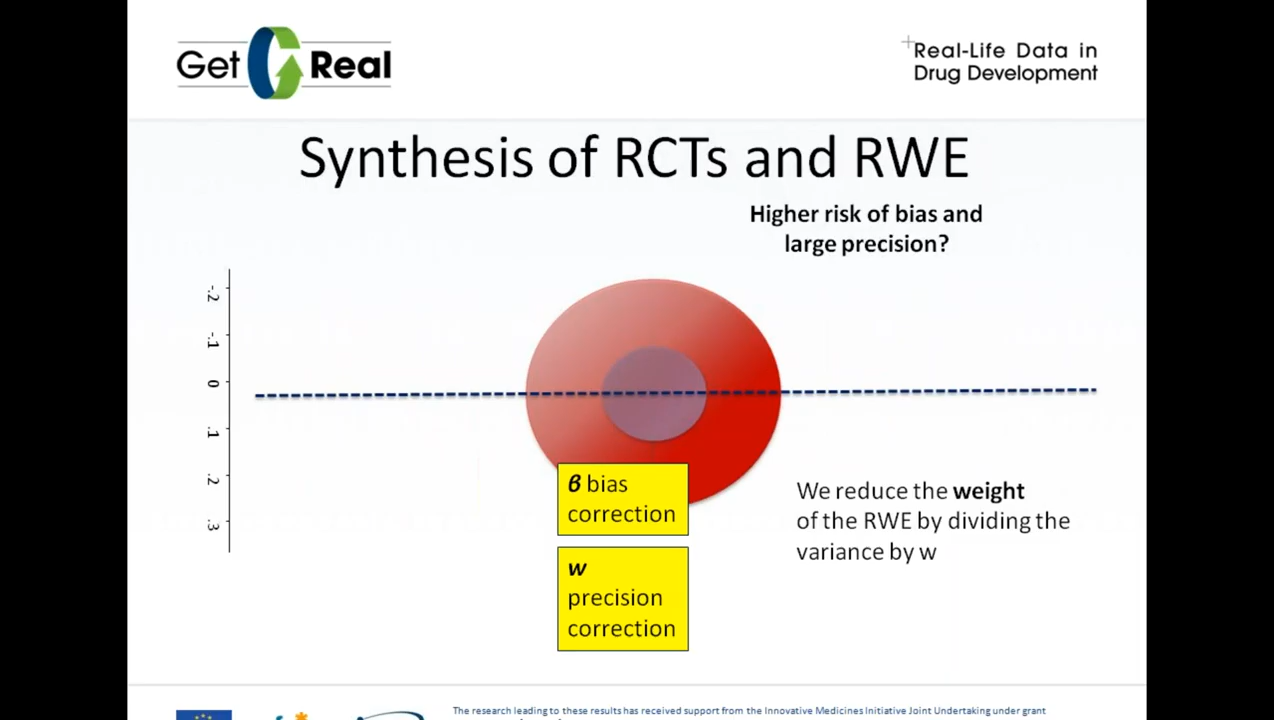 Get Real
Real-Life Data in
Drug Development
Synthesis of RCTs and RWE
Higher risk of bias and
large precision?
-.2
-.1
0
.1
.2
.3
β bias
correction
w
precision
correction
We reduce the weight
of the RWE by dividing the
variance by w
The research leading to these results has received support from the Innovative Medicines Initiative Joint Undertaking under grant